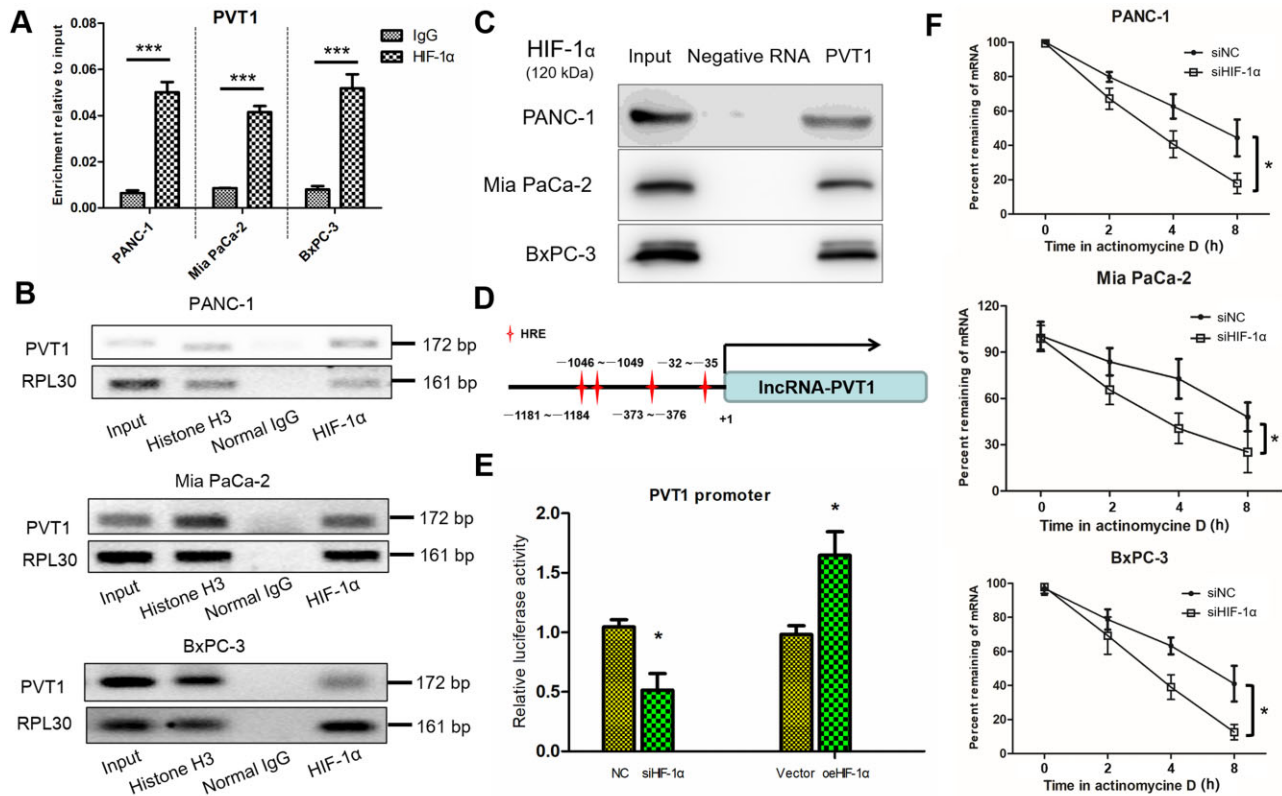 A
PVT1
Enrichment relative to input
0.08
0.06
0.04
0.02
0.00
***
***
***
IgG
HIF-1α
PANC-1
Mia PaCa-2
BxPC-3
B
PANC-1
PVT1
172 bp
RPL30
161 bp
Input
Histone H3
Normal IgG
HIF-1α
Mia PaCa-2
PVT1
172 bp
RPL30
161 bp
Input
Histone H3
Normal IgG
HIF-1α
BxPC-3
PVT1
172 bp
RPL30
161 bp
Input
Histone H3
Normal IgG
HIF-1α
C
HIF-1α
(120 kDa)
Input Negative RNA PVT1
PANC-1
Mia PaCa-2
BxPC-3
D
HRE
−1046 ~−1049 −32 ~−35
lncRNA-PVT1
−1181 ~−1184 −373 ~−376 +1
E
PVT1 promoter
Relative luciferase activity
2.0
1.5
1.0
0.5
0.0
*
*
NC siHIF-1α Vector oeHIF-1α
F
PANC-1
Percent remaining of mRNA
100
80
60
40
20
0
siNC
siHIF-1α
*
0 2 4 8
Time in actinomycine D (h)
Mia PaCa-2
Percent remaining of mRNA
120
90
60
30
0
siNC
siHIF-1α
*
0 2 4 8
Time in actinomycine D (h)
BxPC-3
Percent remaining of mRNA
100
80
60
40
20
0
siNC
siHIF-1α
*
0 2 4 8
Time in actinomycine D (h)